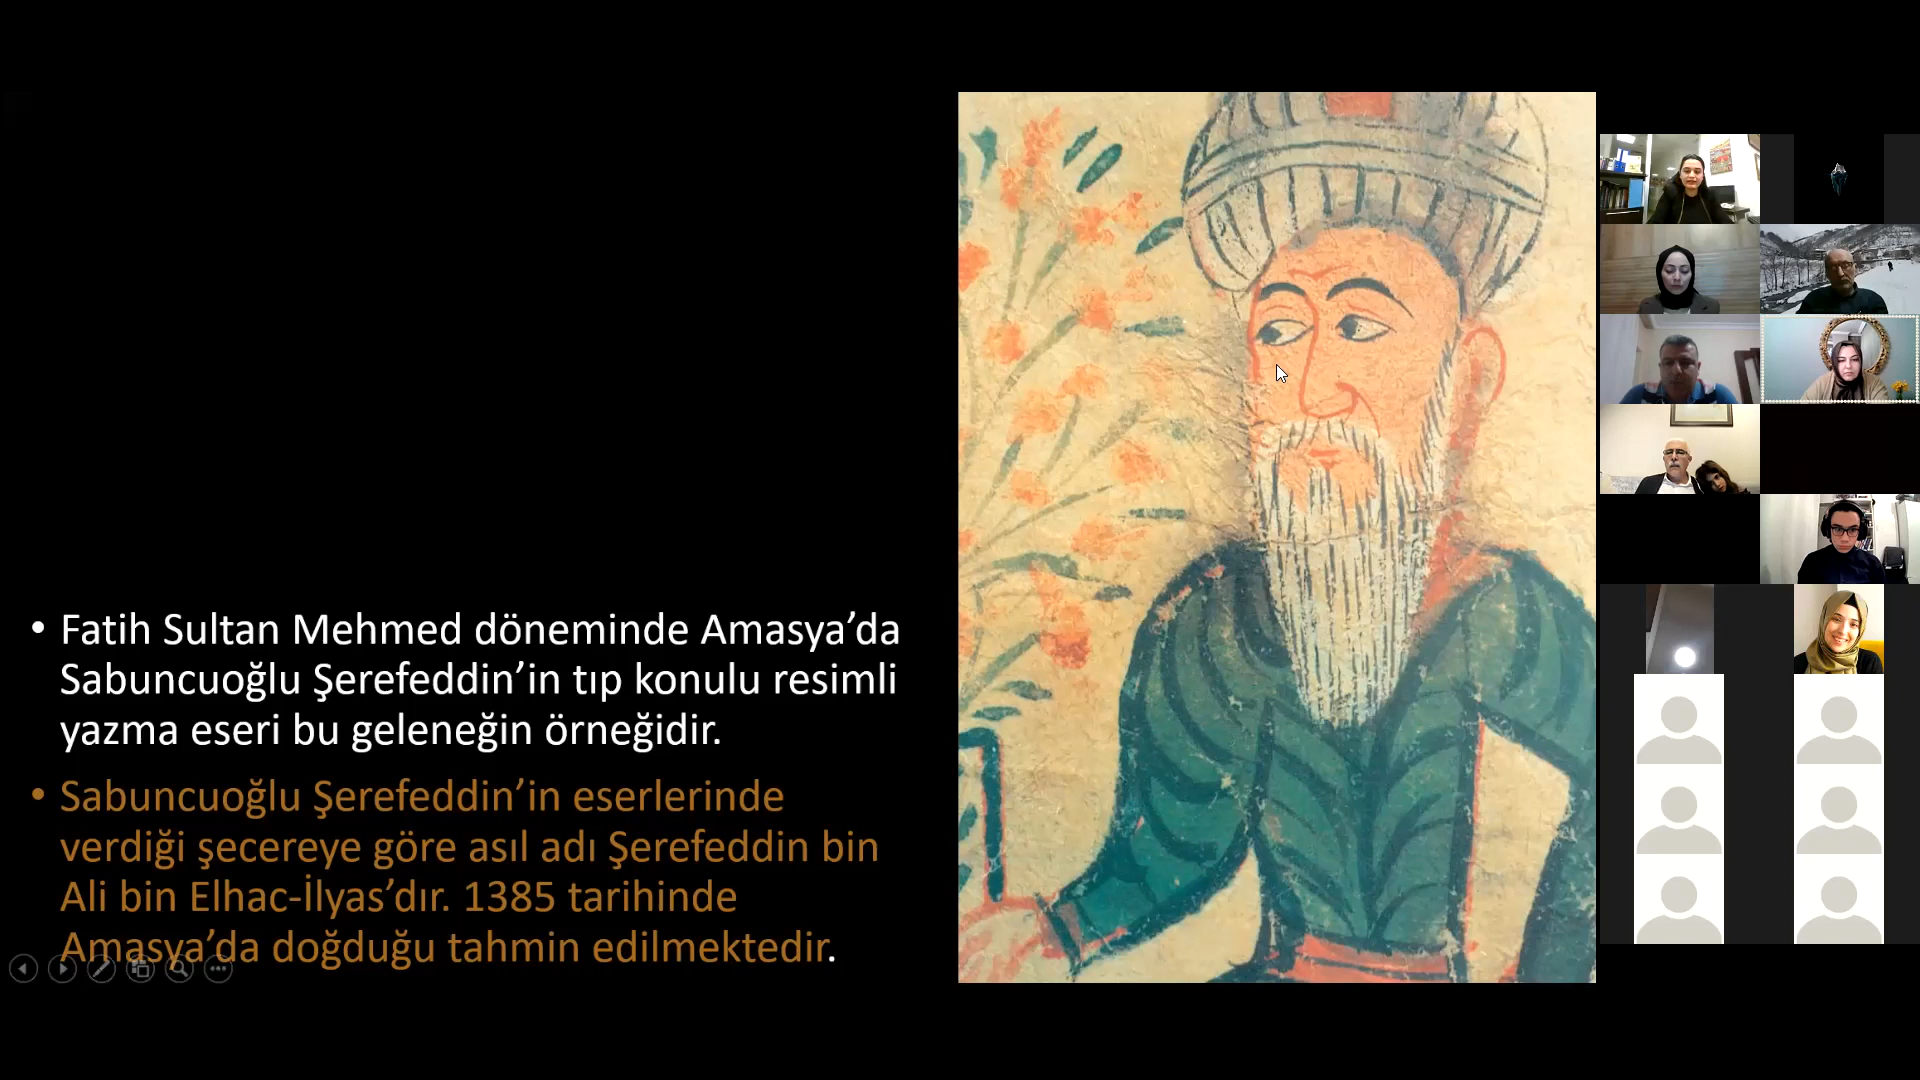 • Fatih Sultan Mehmed döneminde Amasya’da
Sabuncuoğlu Şerefeddin’in tıp konulu resimli
yazma eseri bu geleneğin örneğidir.
• Sabuncuoğlu Şerefeddin’in eserlerinde
verdiği şecereye göre asıl adı Şerefeddin bin
Ali bin Elhac-İlyas’dır. 1385 tarihinde
Amasya’da doğduğu tahmin edilmektedir.